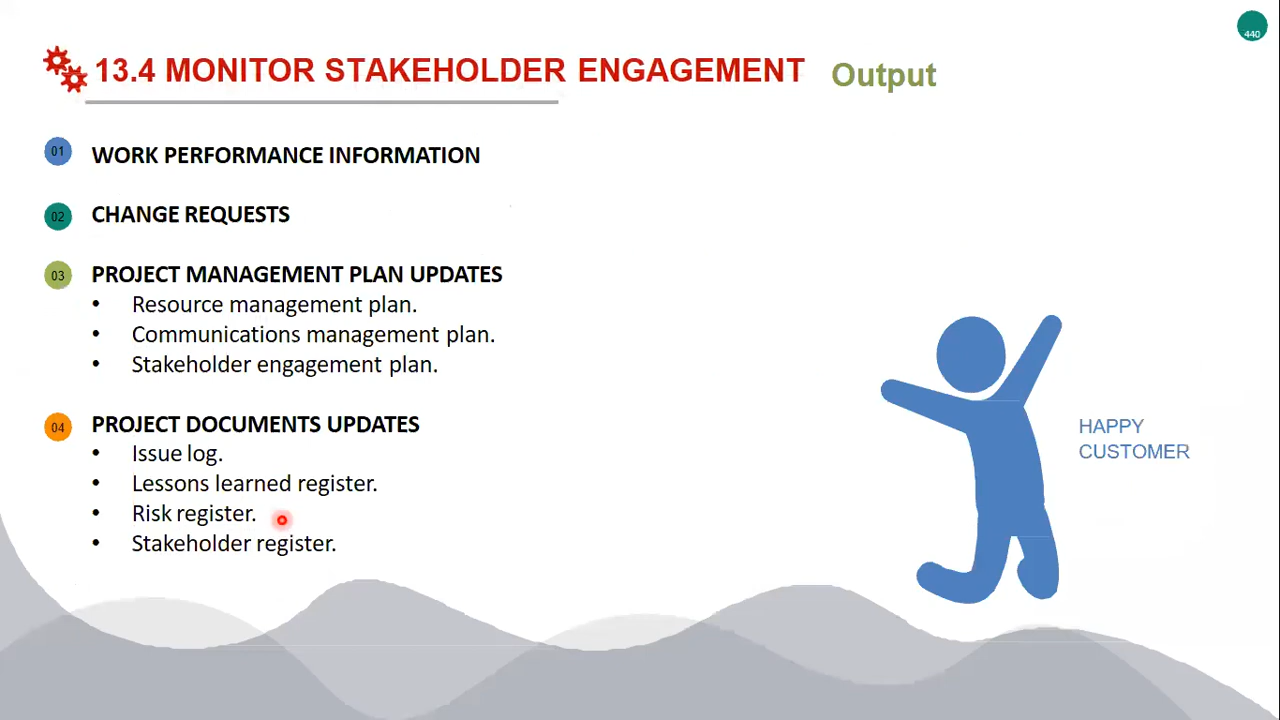 440
13.4 MONITOR STAKEHOLDER ENGAGEMENT Output
01 WORK PERFORMANCE INFORMATION
02 CHANGE REQUESTS
03 PROJECT MANAGEMENT PLAN UPDATES
• Resource management plan.
• Communications management plan.
• Stakeholder engagement plan.
04 PROJECT DOCUMENTS UPDATES
• Issue log.
• Lessons learned register.
• Risk register.
• Stakeholder register.
HAPPY
CUSTOMER